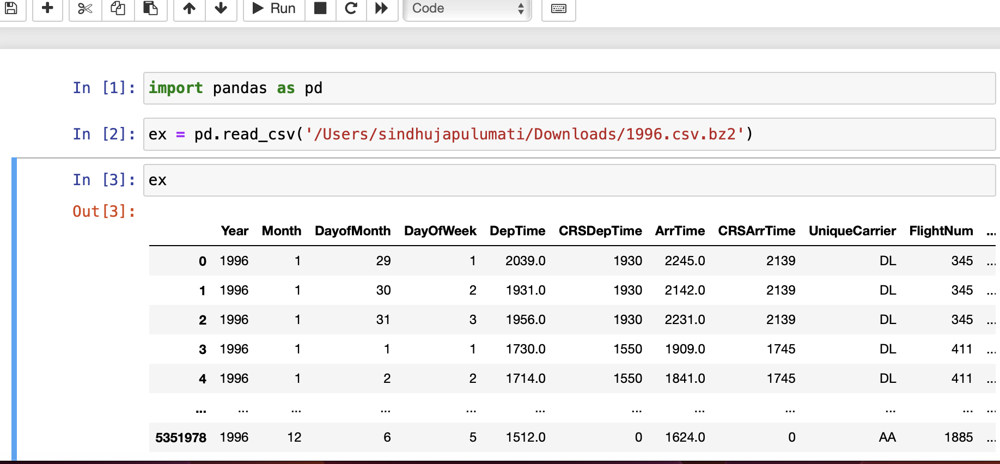 Run Code
In [1]: import pandas as pd
In [2]: ex = pd.read_csv('/Users/sindhujapulumati/Downloads/1996.csv.bz2')
In [3]: ex
Out[3]:
Year Month DayofMonth DayOfWeek DepTime CRSDepTime ArrTime CRSArrTime UniqueCarrier FlightNum ...
0 1996 1 29 1 2039.0 1930 2245.0 2139 DL 345 ...
1 1996 1 30 2 1931.0 1930 2142.0 2139 DL 345 ...
2 1996 1 31 3 1956.0 1930 2231.0 2139 DL 345 ...
3 1996 1 1 1 1730.0 1550 1909.0 1745 DL 411 ...
4 1996 1 2 2 1714.0 1550 1841.0 1745 DL 411 ...
... ... ... ... ... ... ... ... ... ... ... ...
5351978 1996 12 6 5 1512.0 0 1624.0 0 AA 1885 ...